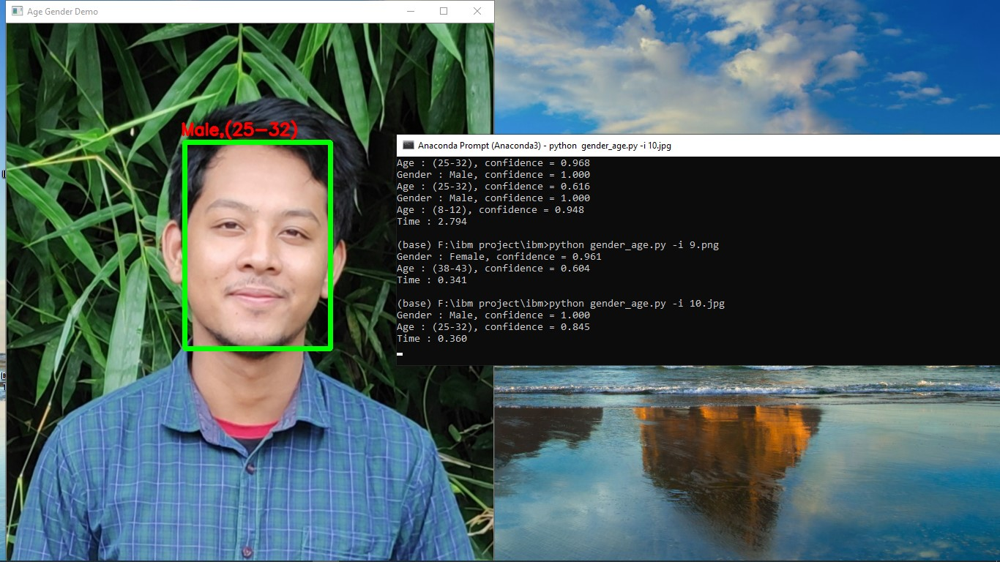 Age Gender Demo
Male,(25-32)
Anaconda Prompt (Anaconda3) - python  gender_age.py -i 10.jpg
Age : (25-32), confidence = 0.968
Gender : Male, confidence = 1.000
Age : (25-32), confidence = 0.616
Gender : Male, confidence = 1.000
Age : (8-12), confidence = 0.948
Time : 2.794
(base) F:\ibm project\ibm>python gender_age.py -i 9.png
Gender : Female, confidence = 0.961
Age : (38-43), confidence = 0.604
Time : 0.341
(base) F:\ibm project\ibm>python gender_age.py -i 10.jpg
Gender : Male, confidence = 1.000
Age : (25-32), confidence = 0.845
Time : 0.360